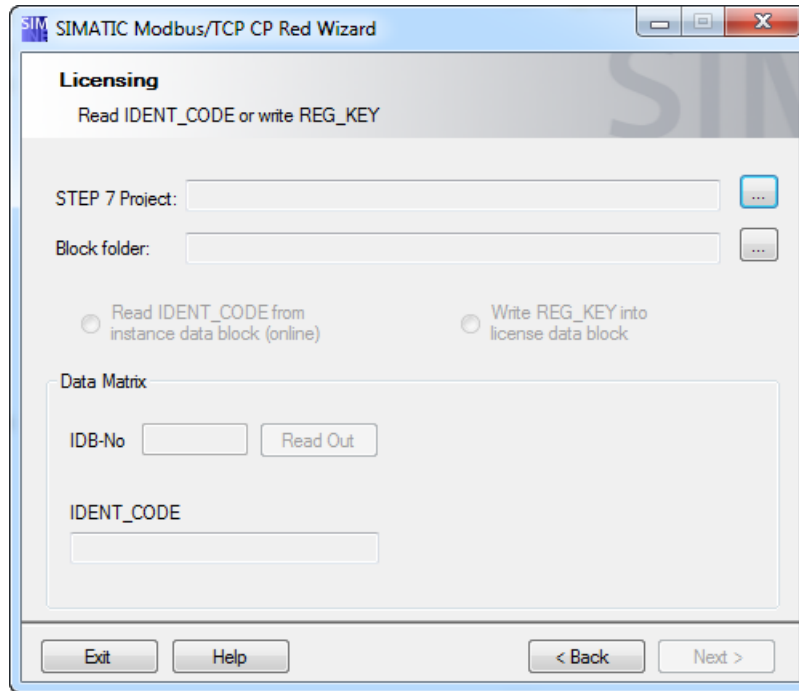 SIM SIMATIC Modbus/TCP CP Red Wizard
Licensing
Read IDENT_CODE or write REG_KEY
SIM
STEP 7 Project: ...
Block folder: ...
Read IDENT_CODE from
instance data block (online)
Write REG_KEY into
license data block
Data Matrix
IDB-No Read Out
IDENT_CODE
Exit Help < Back Next >